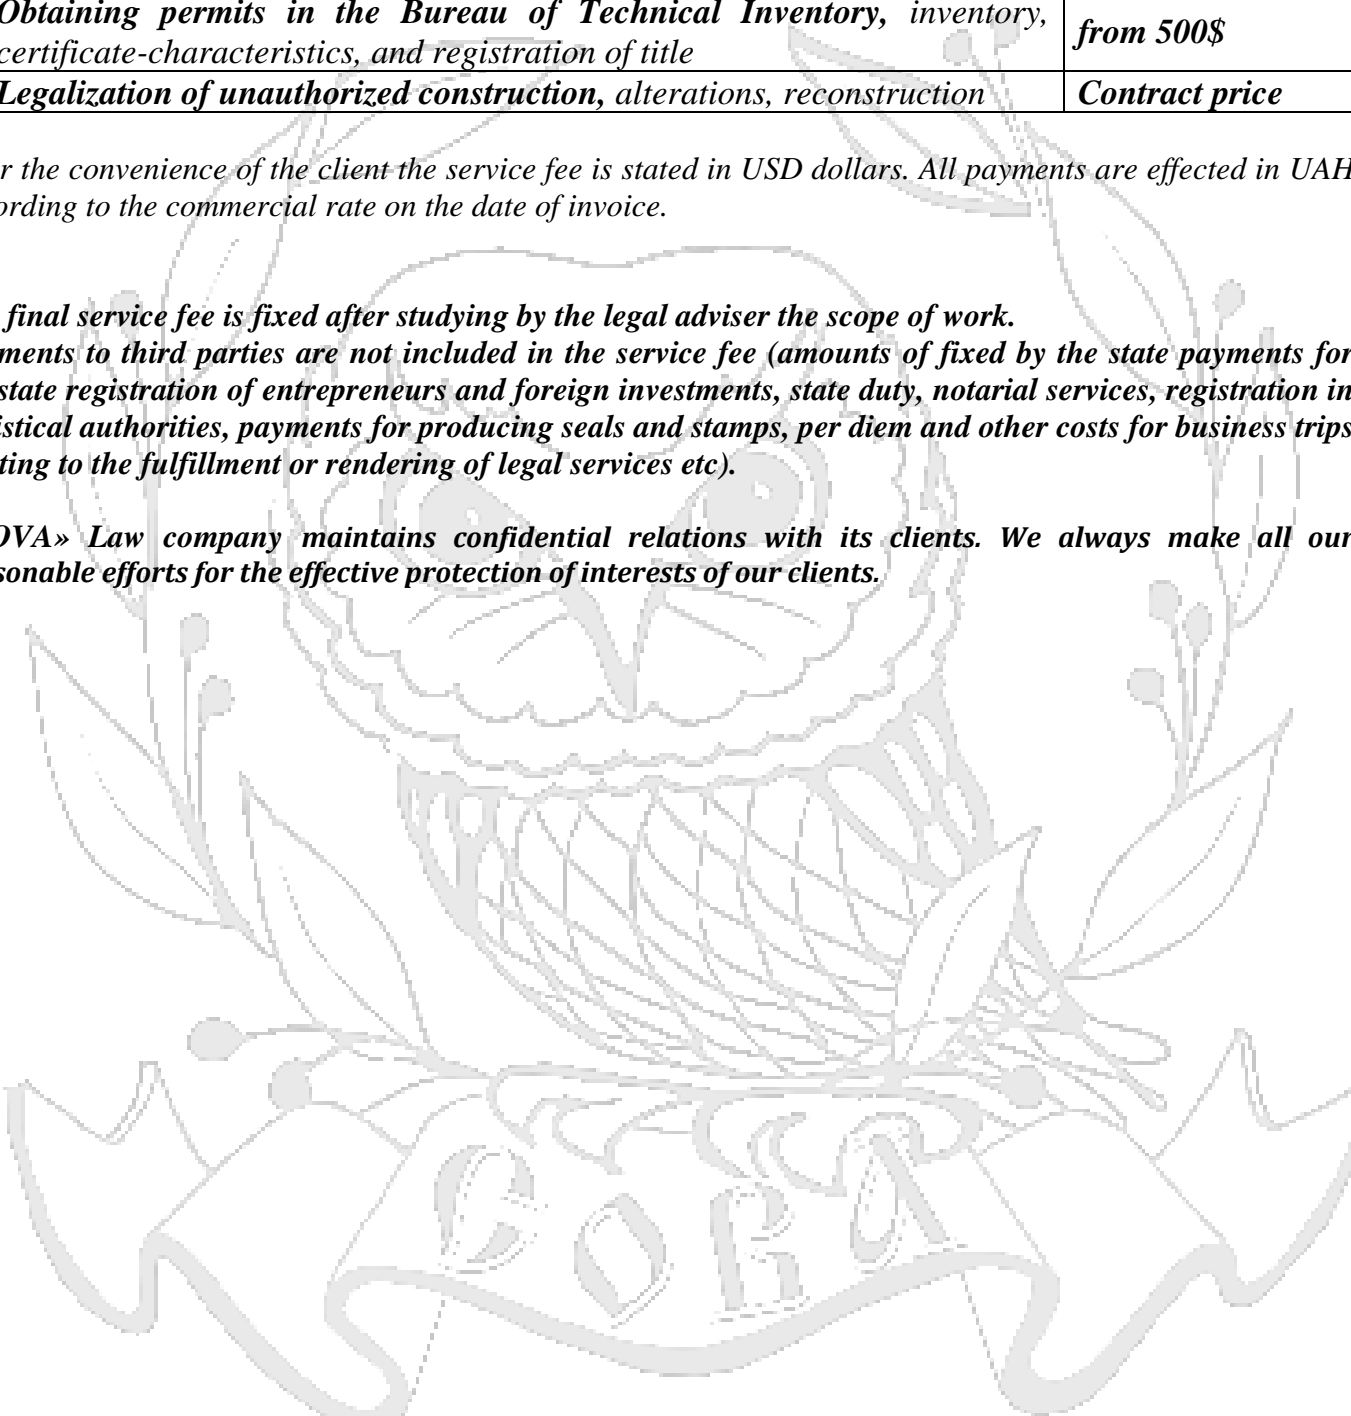 Obtaining permits in the Bureau of Technical Inventory, inventory,
certificate-characteristics, and registration of title
from 500$
Legalization of unauthorized construction, alterations, reconstruction
Contract price
r the convenience of the client the service fee is stated in USD dollars. All payments are effected in UAH
ording to the commercial rate on the date of invoice.
final service fee is fixed after studying by the legal adviser the scope of work.
ments to third parties are not included in the service fee (amounts of fixed by the state payments for
state registration of entrepreneurs and foreign investments, state duty, notarial services, registration in
istical authorities, payments for producing seals and stamps, per diem and other costs for business trips
ting to the fulfillment or rendering of legal services etc).
OVA» Law company maintains confidential relations with its clients. We always make all our
sonable efforts for the effective protection of interests of our clients.
СОВА